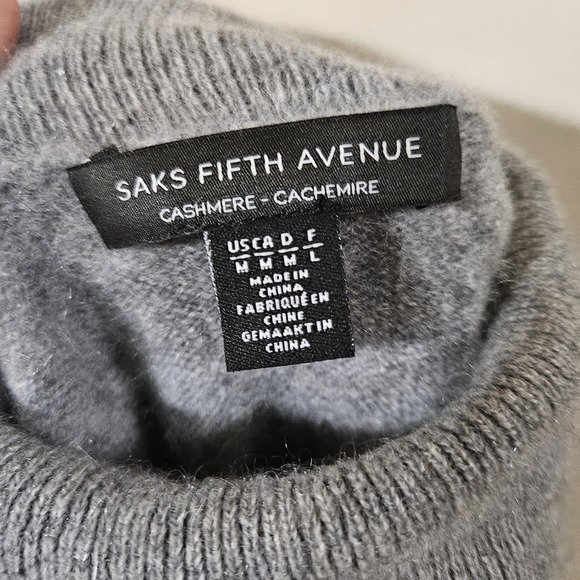 SAKS FIFTH AVENUE
CASHMERE - CACHEMIRE
US CA D F
M M M L
MADE IN
CHINA
FABRIQUÉ EN
CHINE
GEMAAKT IN
CHINA